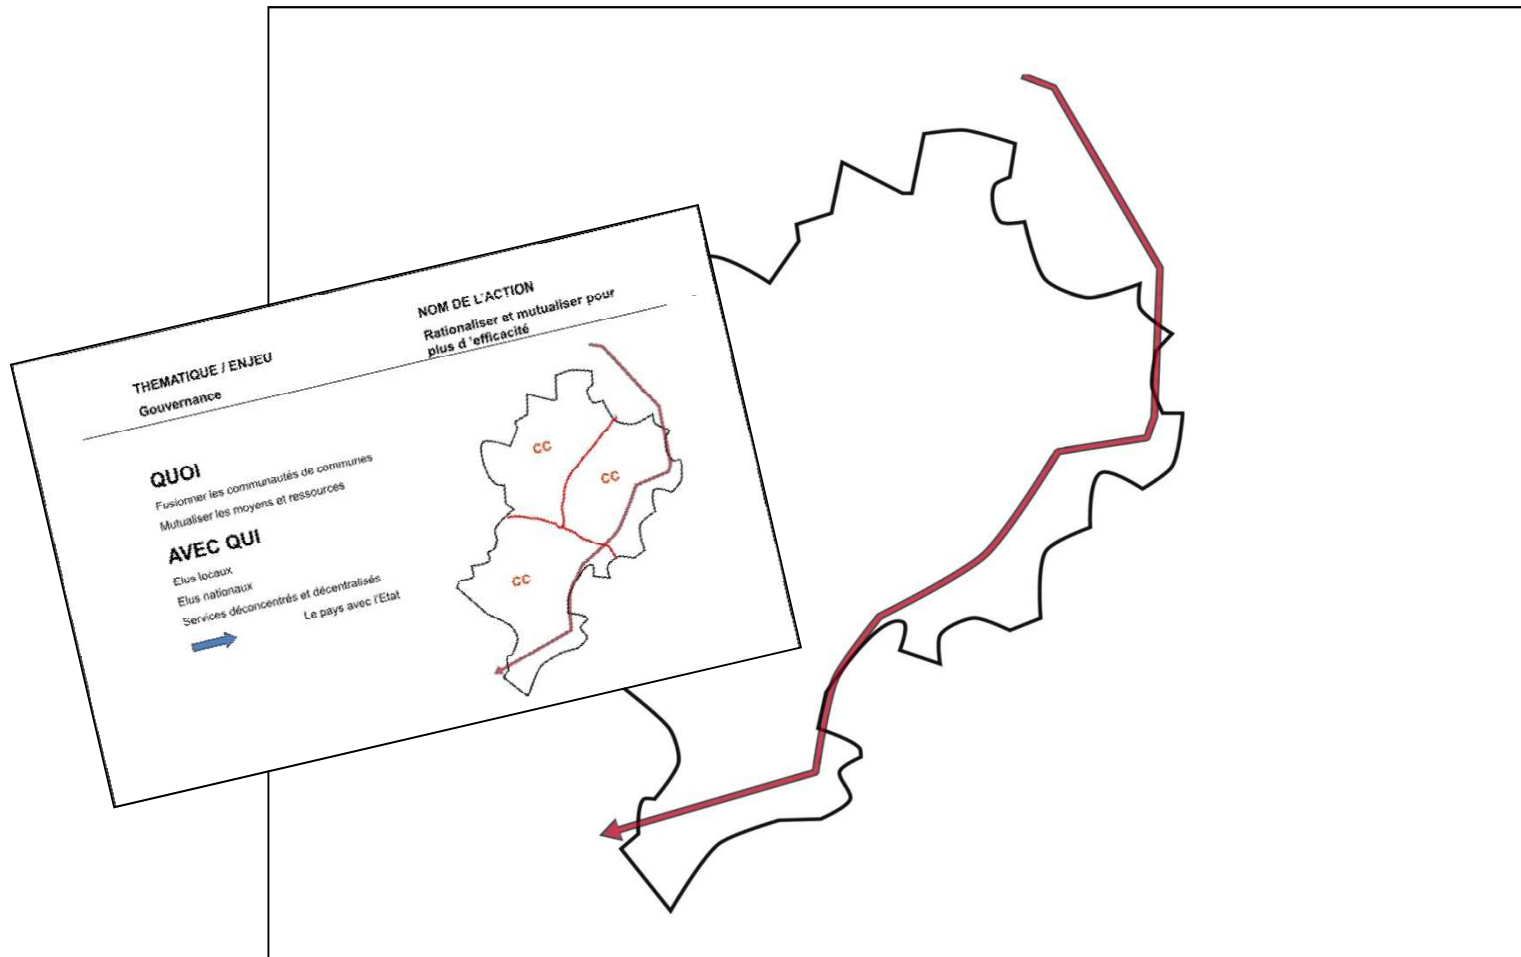 THEMATIQUE / ENJEU
Gouvernance
NOM DE L'ACTION
Rationaliser et mutualiser pour
plus d 'efficacité
QUOI
Fusionner les communautés de communes
Mutualiser les moyens et ressources
AVEC QUI
Elus locaux
Elus nationaux
Services déconcentrés et décentralisés
Le pays avec l'Etat
CC
CC
CC